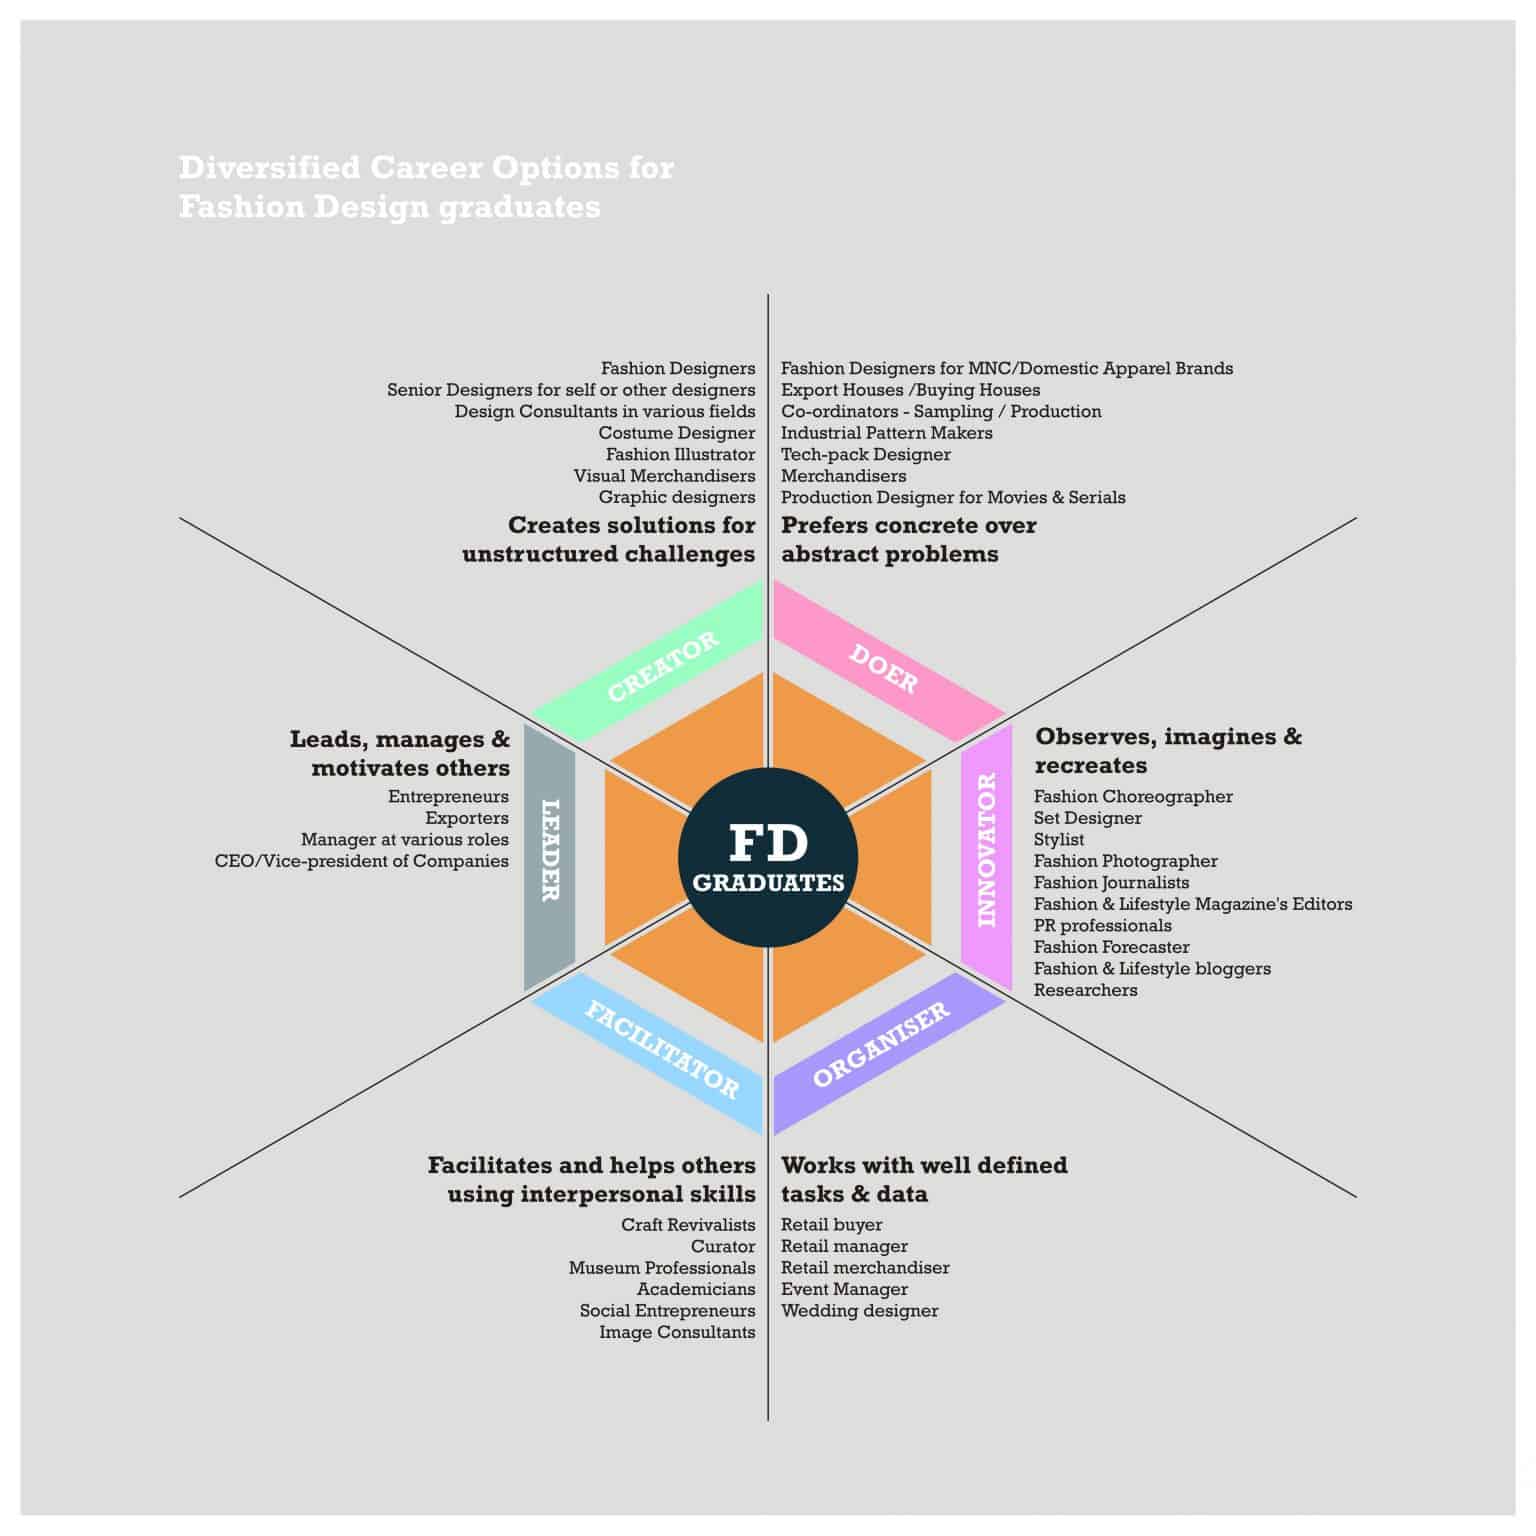 Diversified Career Options for
Fashion Design graduates
Fashion Designers
Senior Designers for self or other designers
Design Consultants in various fields
Costume Designer
Fashion Illustrator
Visual Merchandisers
Graphic designers
Creates solutions for
unstructured challenges
Fashion Designers for MNC/Domestic Apparel Brands
Export Houses /Buying Houses
Co-ordinators - Sampling / Production
Industrial Pattern Makers
Tech-pack Designer
Merchandisers
Production Designer for Movies & Serials
Prefers concrete over
abstract problems
CREATOR
DOER
Leads, manages &
motivates others
Entrepreneurs
Exporters
Manager at various roles
CEO/Vice-president of Companies
LEADER
FD
GRADUATES
INNOVATOR
Observes, imagines &
recreates
Fashion Choreographer
Set Designer
Stylist
Fashion Photographer
Fashion Journalists
Fashion & Lifestyle Magazine's Editors
PR professionals
Fashion Forecaster
Fashion & Lifestyle bloggers
Researchers
FACILITATOR
ORGANISER
Facilitates and helps others
using interpersonal skills
Craft Revivalists
Curator
Museum Professionals
Academicians
Social Entrepreneurs
Image Consultants
Works with well defined
tasks & data
Retail buyer
Retail manager
Retail merchandiser
Event Manager
Wedding designer